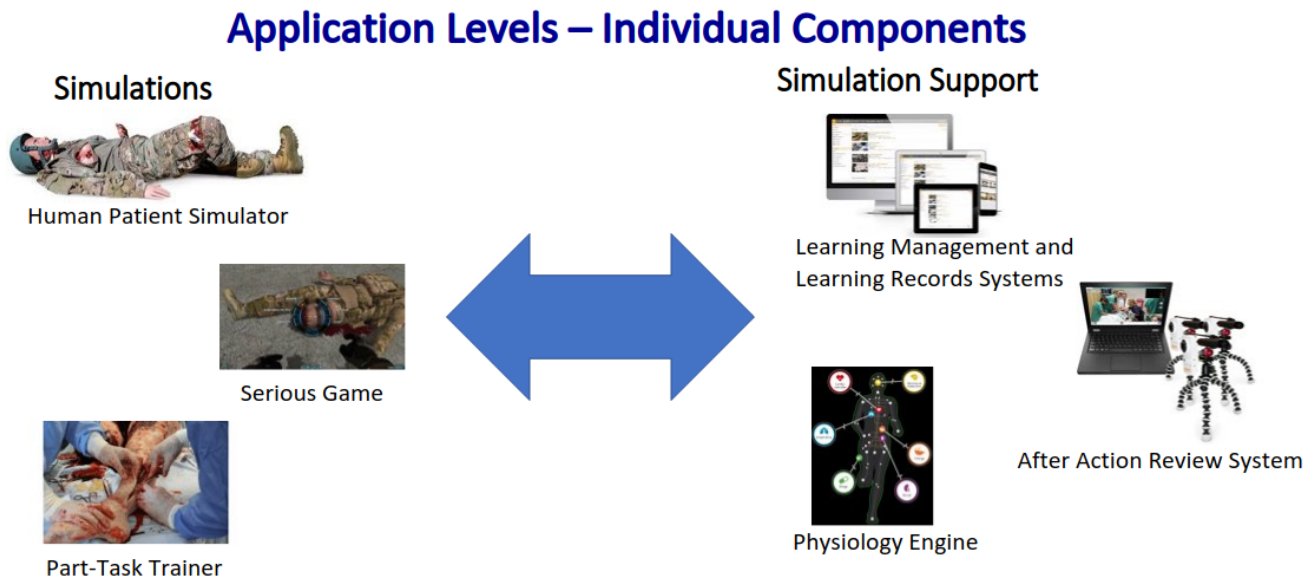 Application Levels – Individual Components
Simulations
Human Patient Simulator
Serious Game
Part-Task Trainer
Simulation Support
Learning Management and
Learning Records Systems
After Action Review System
Physiology Engine